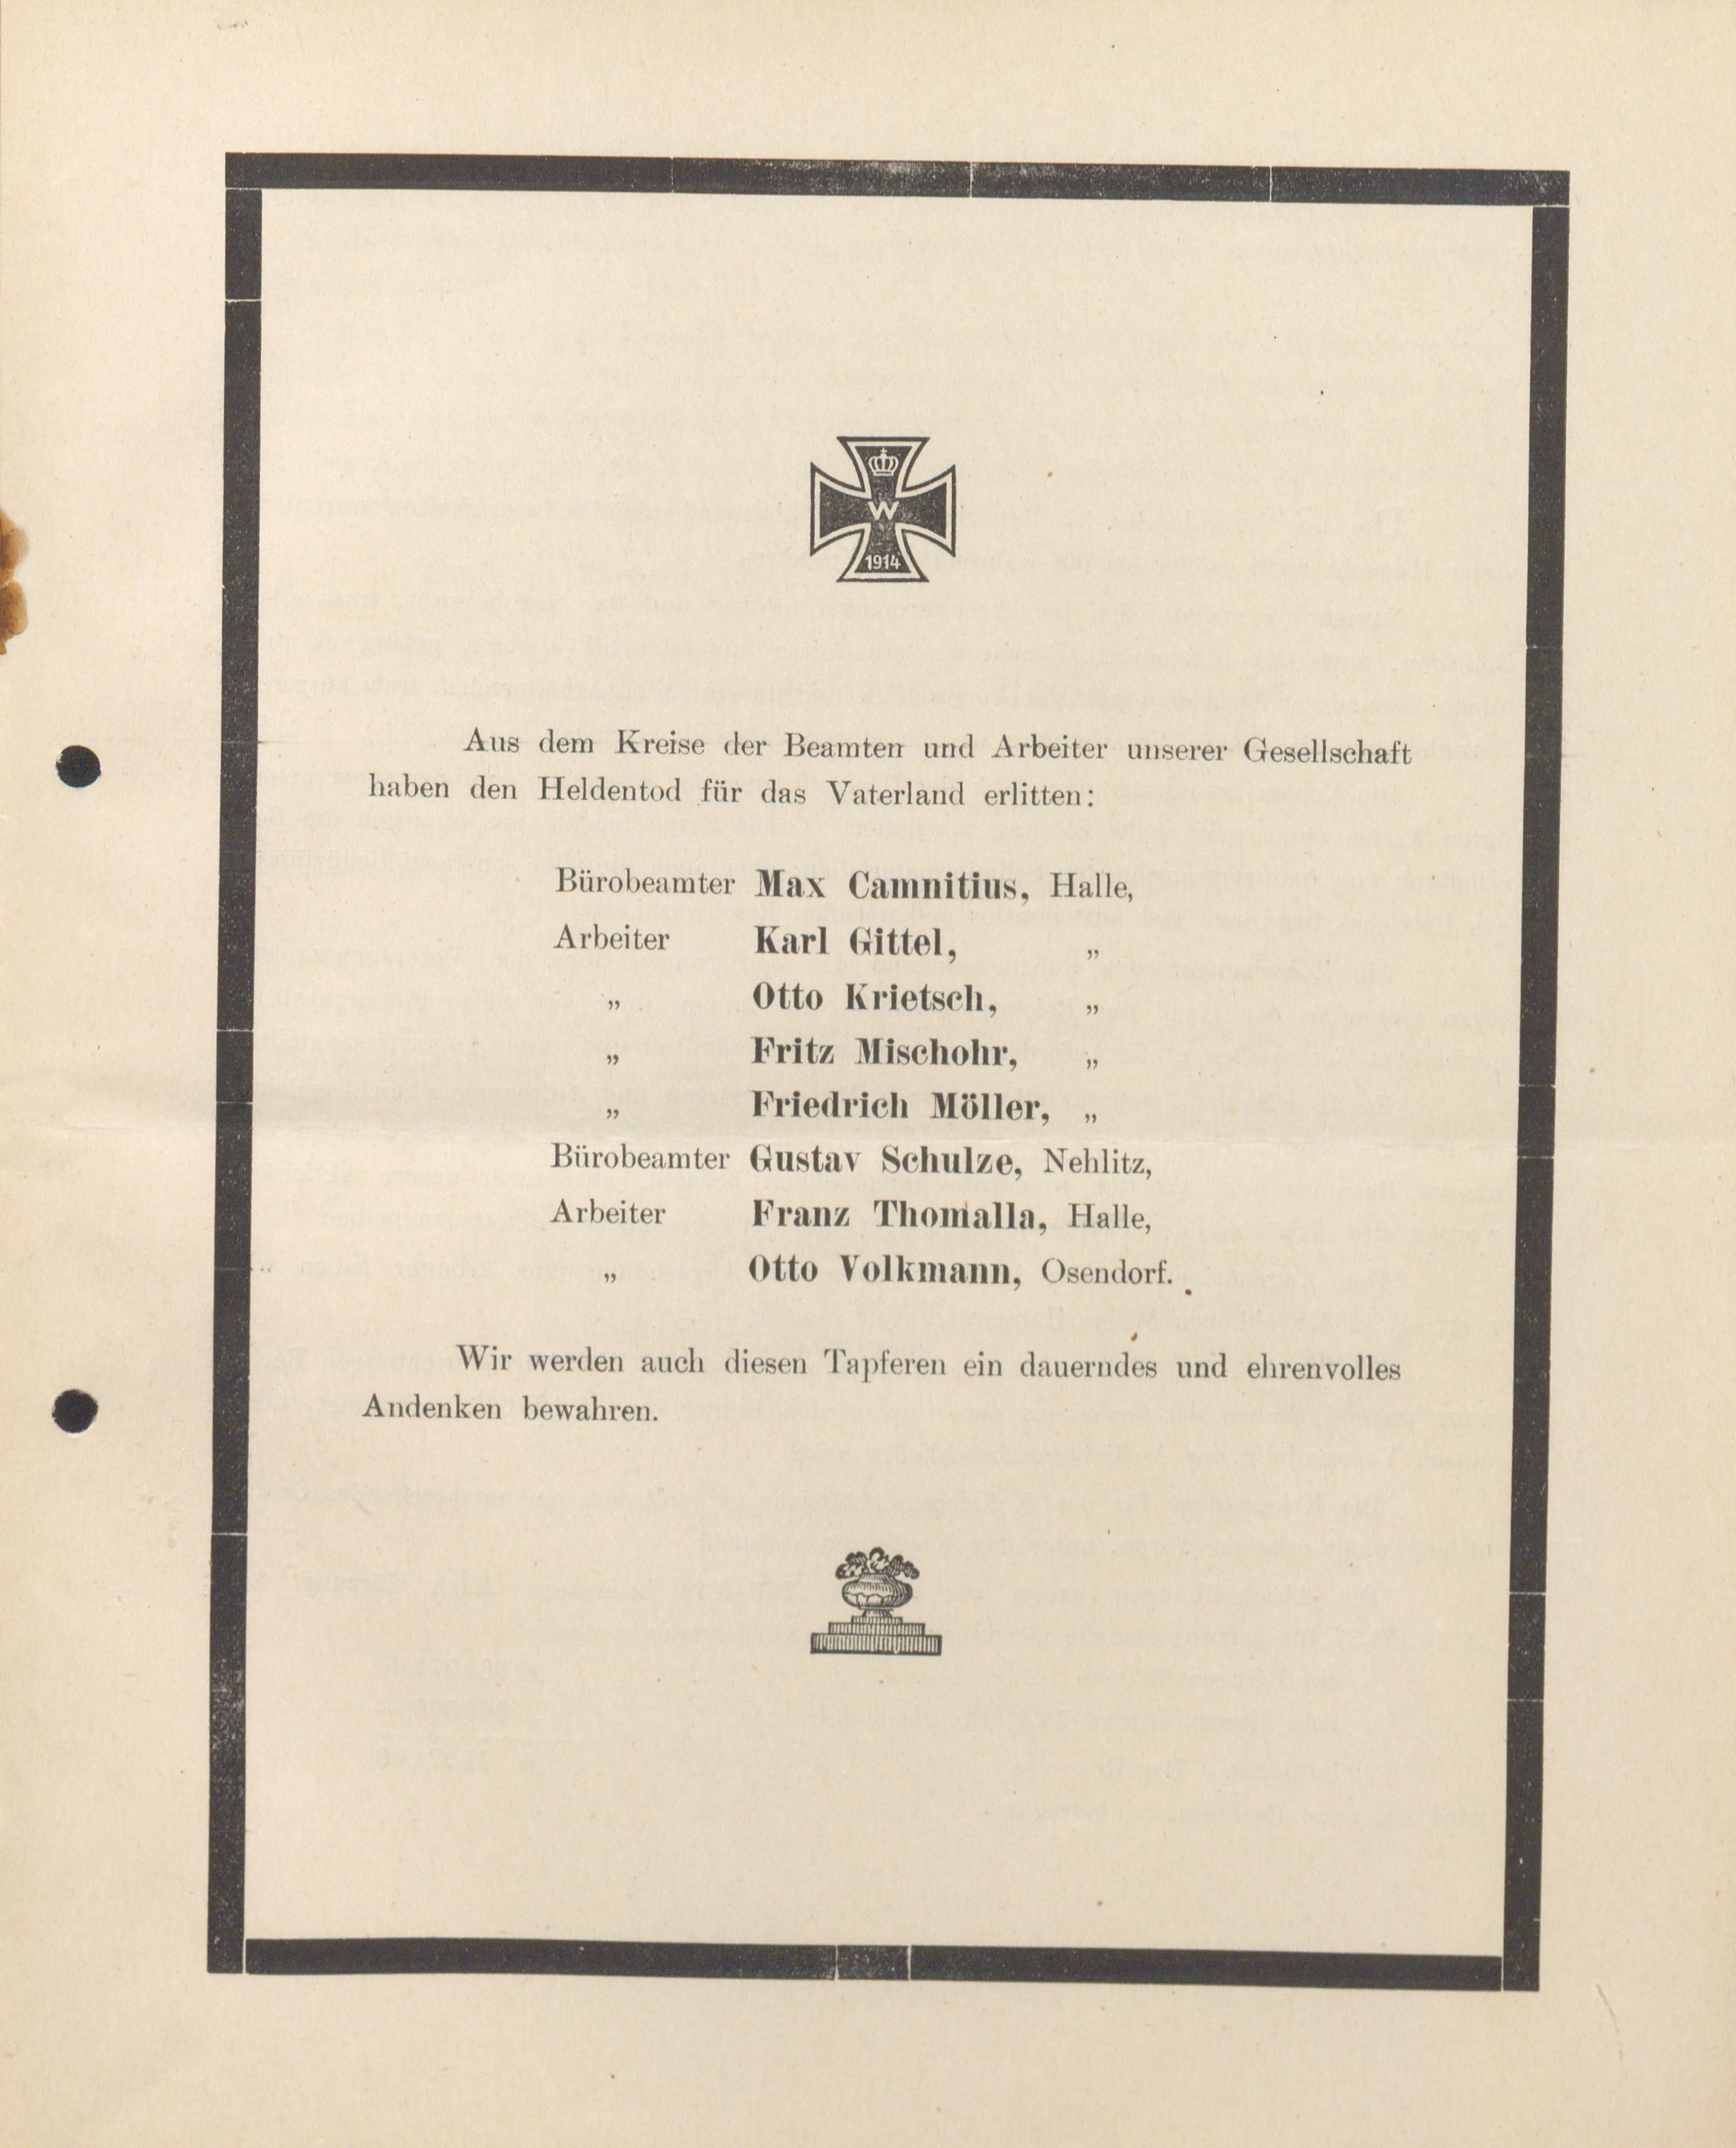 W
1914
Aus dem Kreise der Beamten und Arbeiter unserer Gesellschaft
haben den Heldentod für das Vaterland erlitten:
Bürobeamter Max Camnitius, Halle,
Arbeiter Karl Gittel, „
„ Otto Krietsch, „
„ Fritz Mischohr, „
„ Friedrich Möller, „
Bürobeamter Gustav Schulze, Nehlitz,
Arbeiter Franz Thomalla, Halle,
„ Otto Volkmann, Osendorf.
Wir werden auch diesen Tapferen ein dauerndes und ehrenvolles
Andenken bewahren.